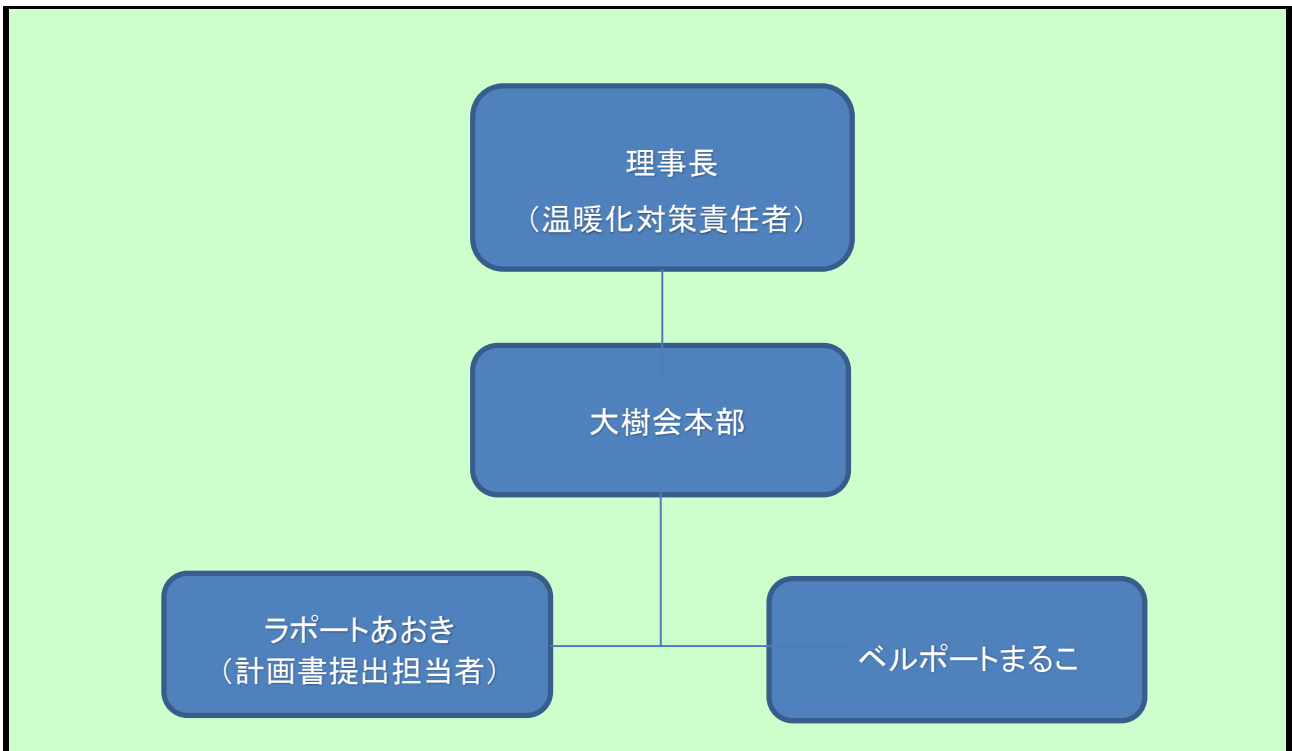 理事長
（温暖化対策責任者）
大樹会本部
ラポートあおき
（計画書提出担当者）
ベルポートまるこ